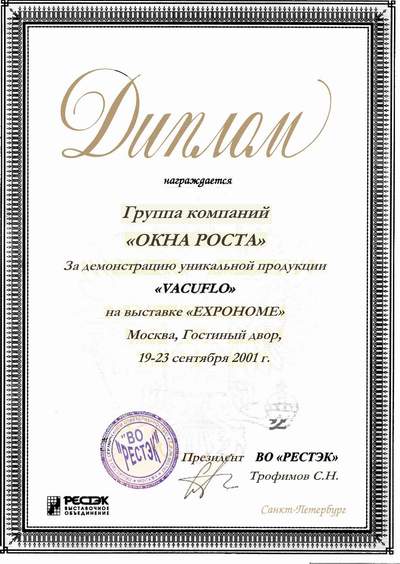 Диплом
награждается
Группа компаний
«ОКНА РОСТА»
За демонстрацию уникальной продукции
«VACUFLO»
на выставке «EXPOHOME»
Москва, Гостиный двор,
19-23 сентября 2001 г.
"ВО
РЕСТЭК"
Президент ВО «РЕСТЭК»
Трофимов С.Н.
РЕСТЭК
ВЫСТАВОЧНОЕ
ОБЪЕДИНЕНИЕ
Санкт-Петербург